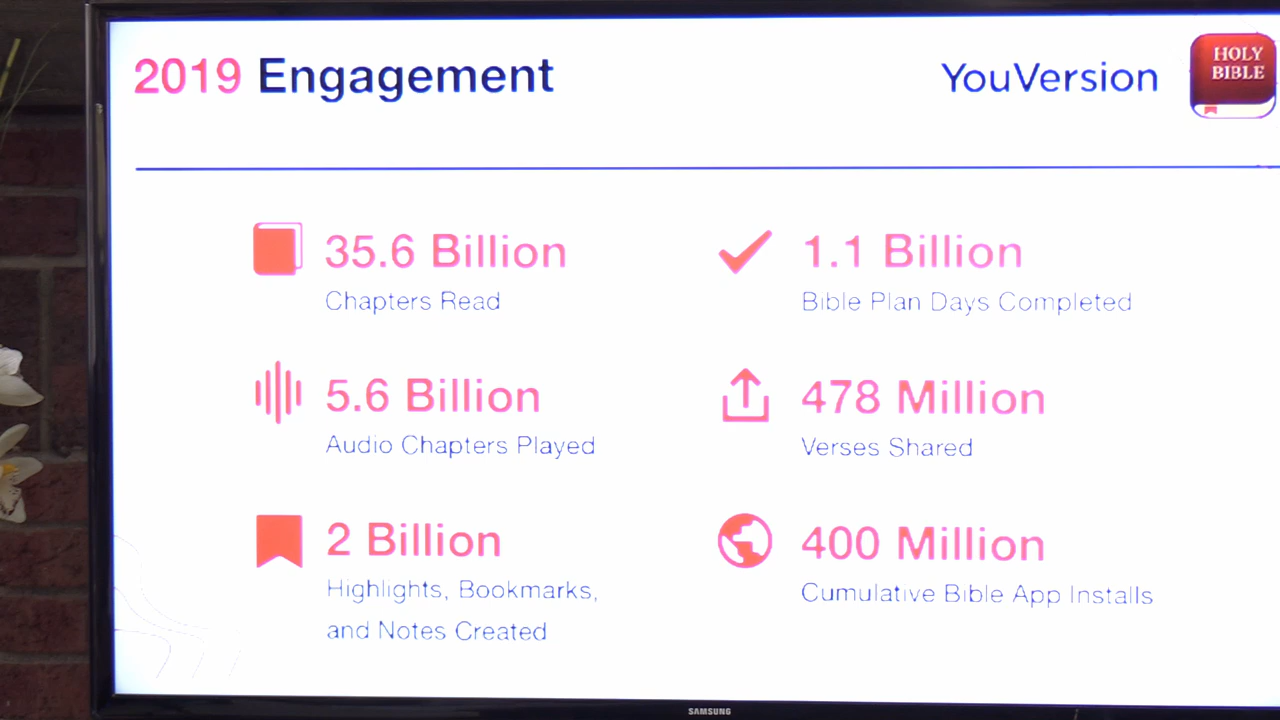 2019 Engagement
YouVersion
HOLY
BIBLE
35.6 Billion
Chapters Read
1.1 Billion
Bible Plan Days Completed
5.6 Billion
Audio Chapters Played
478 Million
Verses Shared
2 Billion
Highlights, Bookmarks,
and Notes Created
400 Million
Cumulative Bible App Installs
SAMSUNG